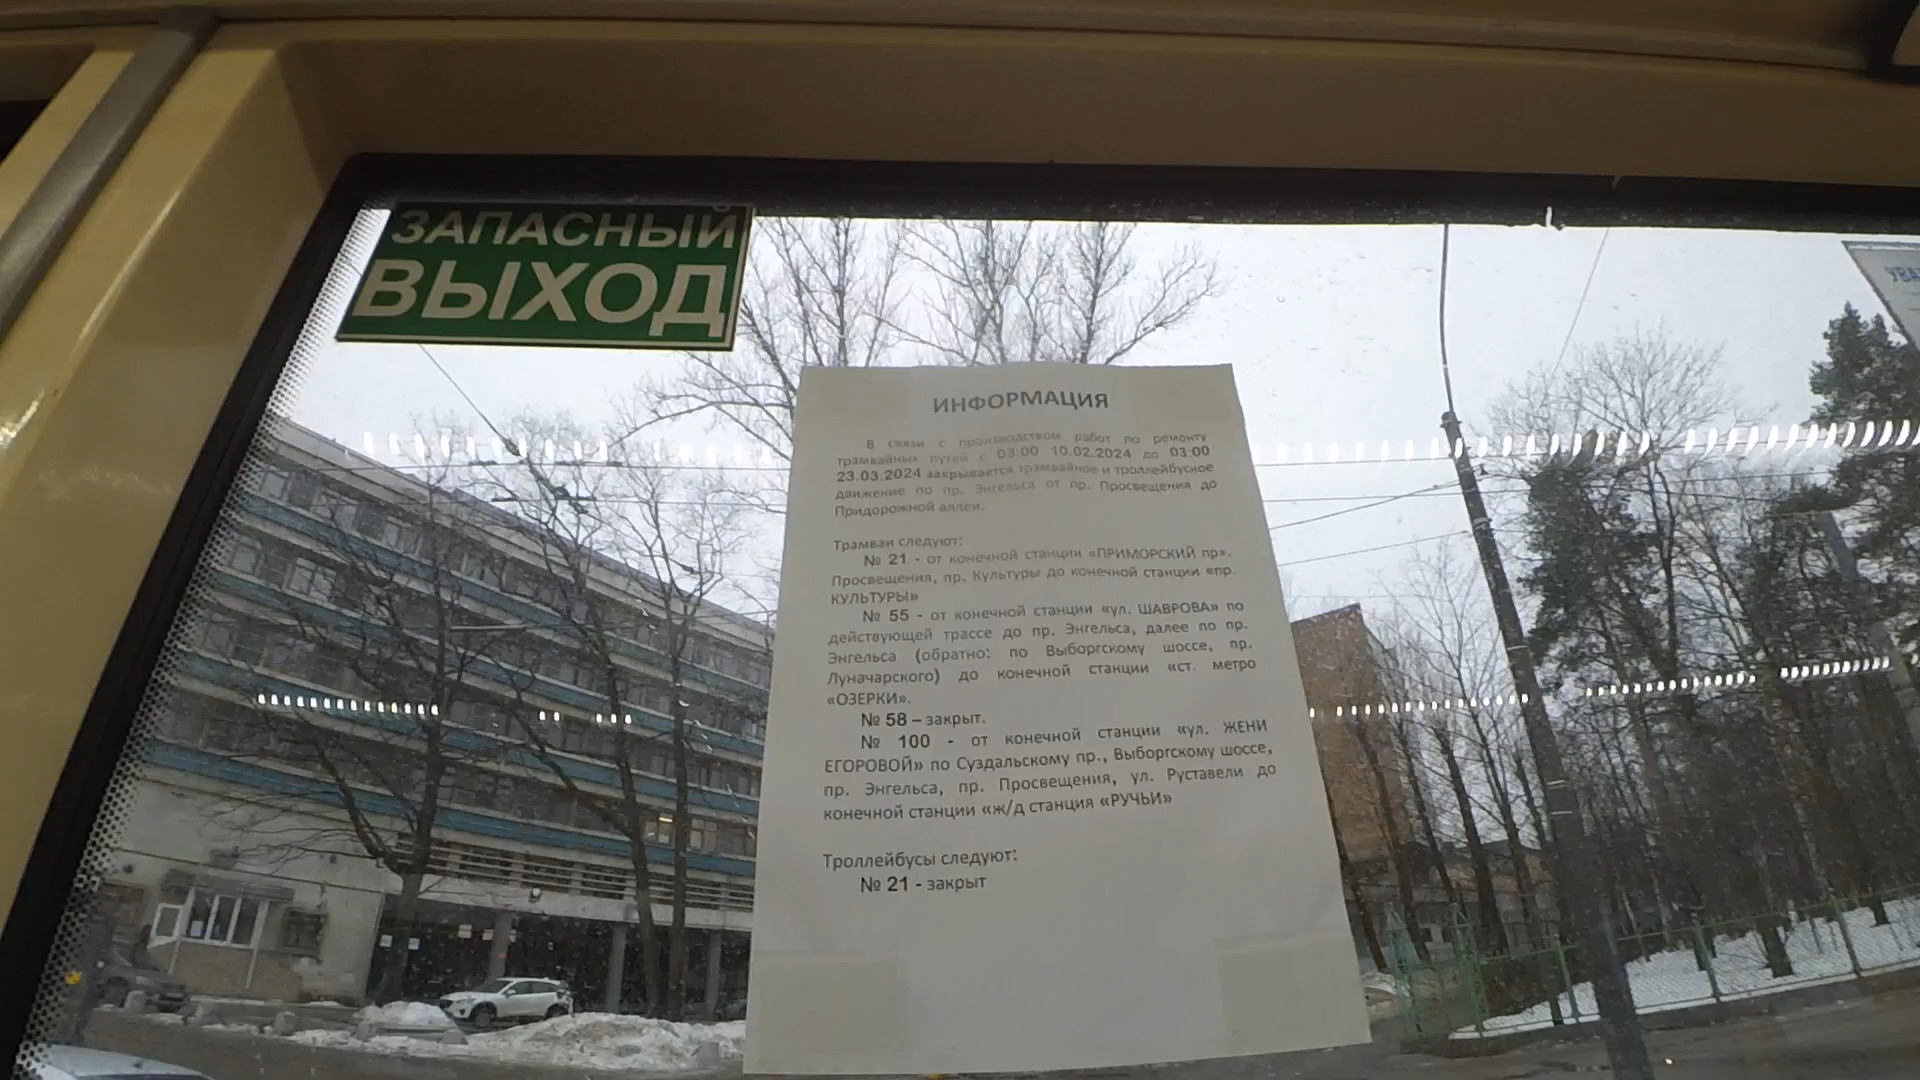 ЗАПАСНЫЙ
ВЫХОД
ИНФОРМАЦИЯ
В связи с производством работ по ремонту
трамвайных путей с 03:00 10.02.2024 до 03:00
23.03.2024 закрывается трамвайное и троллейбусное
движение по пр. Энгельса от пр. Просвещения до
Придорожной аллеи.
Трамваи следуют:
№ 21 - от конечной станции «ПРИМОРСКИЙ пр».
Просвещения, пр. Культуры до конечной станции «пр.
КУЛЬТУРЫ»
№ 55 - от конечной станции «ул. ШАВРОВА» по
действующей трассе до пр. Энгельса, далее по пр.
Энгельса (обратно: по Выборгскому шоссе, пр.
Луначарского) до конечной станции «ст. метро
«ОЗЕРКИ».
№ 58 – закрыт.
№ 100 - от конечной станции «ул. ЖЕНИ
ЕГОРОВОЙ» по Суздальскому пр., Выборгскому шоссе,
пр. Энгельса, пр. Просвещения, ул. Руставели до
конечной станции «ж/д станция «РУЧЬИ»
Троллейбусы следуют:
№ 21 - закрыт